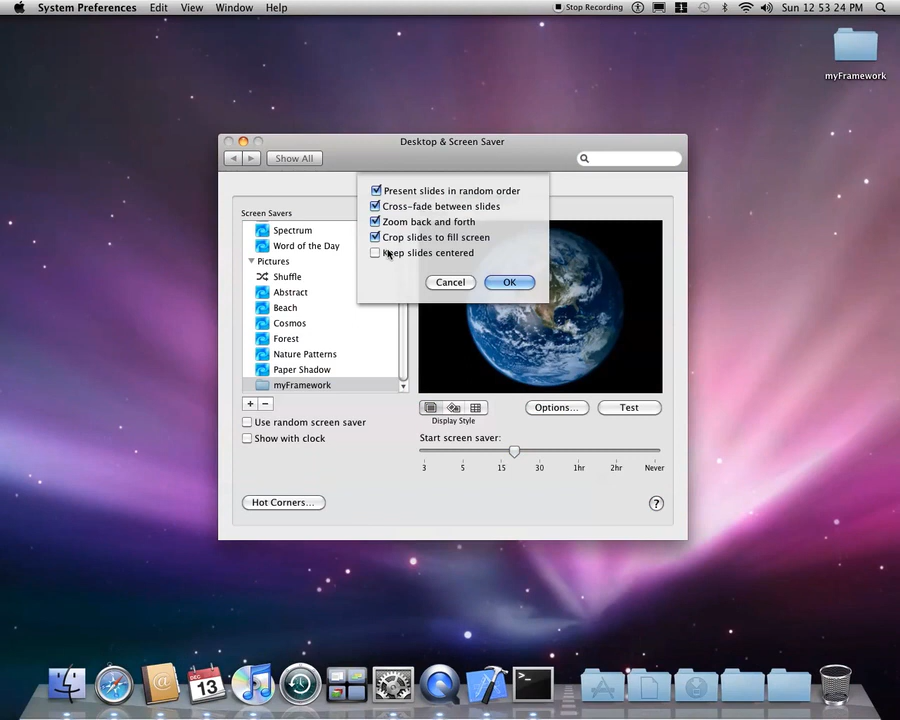 System Preferences Edit View Window Help Stop Recording 1 Sun 12 53 24 PM
myFramework
Desktop & Screen Saver
Show All
Present slides in random order
Cross-fade between slides
Zoom back and forth
Crop slides to fill screen
Keep slides centered
Cancel OK
Screen Savers
Spectrum
Word of the Day
Pictures
Shuffle
Abstract
Beach
Cosmos
Forest
Nature Patterns
Paper Shadow
myFramework
+ −
Use random screen saver
Show with clock
Display Style
Options... Test
Start screen saver:
3 5 15 30 1hr 2hr Never
Hot Corners... ?
@
DEC
13
>_